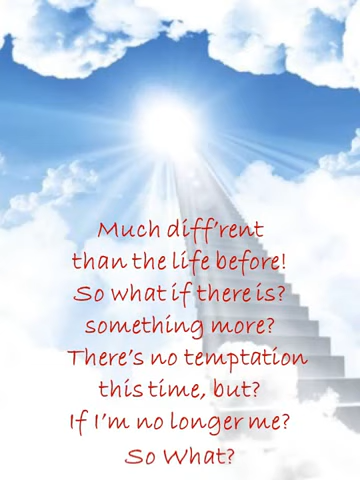 Much diff'rent
than the life before!
So what if there is?
something more?
There's no temptation
this time, but?
If I'm no longer me?
So What?